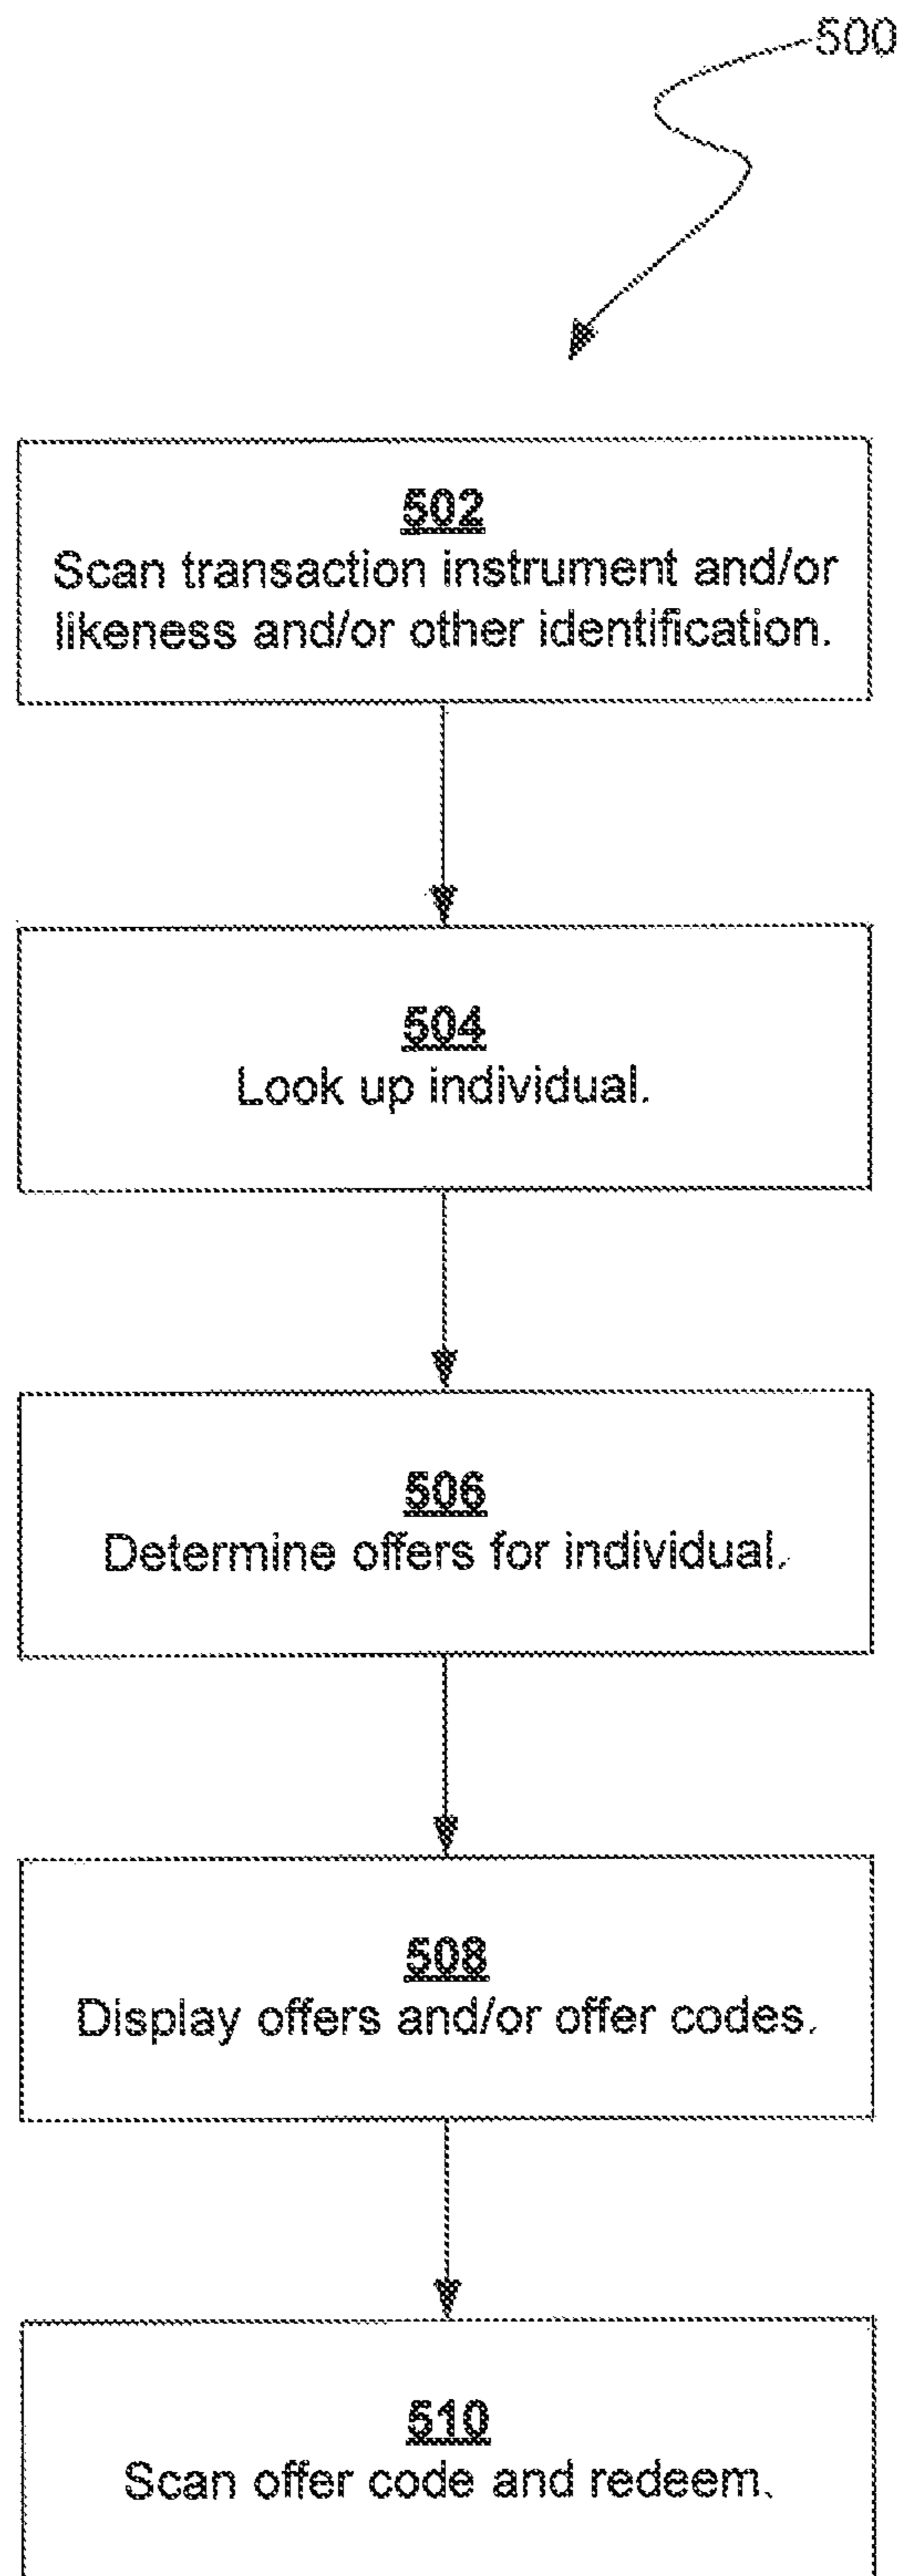 500
502
Scan transaction instrument and/or
likeness and/or other identification.
504
Look up individual.
506
Determine offers for individual.
508
Display offers and/or offer codes.
510
Scan offer code and redeem.